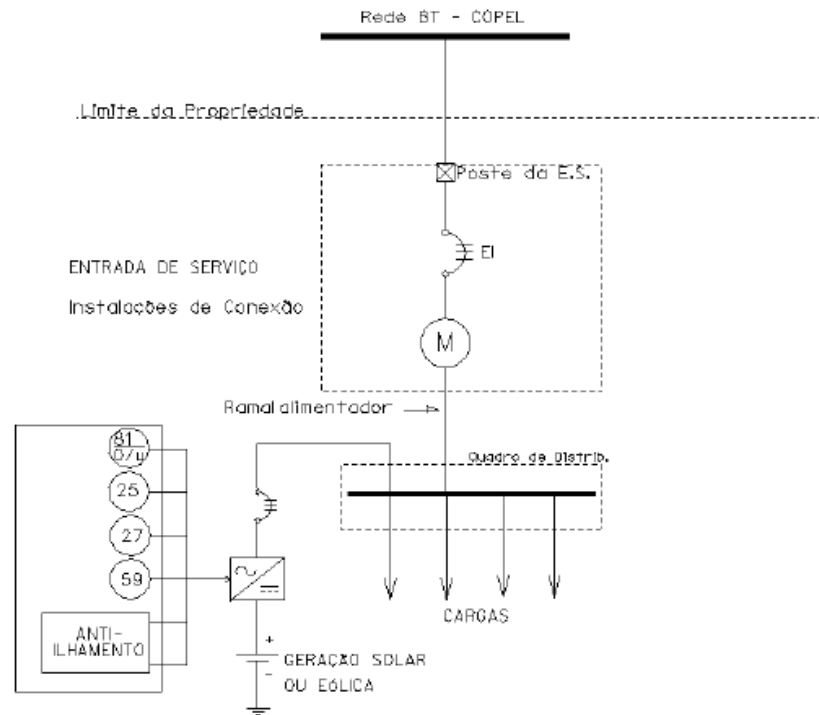 Rede BT - COPEL
Limite da Propriedade
Poste da E.S.
EI
ENTRADA DE SERVIÇO
Instalações de Conexão
M
Ramal alimentador
Quadro de Distrib.
81
O/u
25
27
59
ANTI-
ILHAMENTO
CARGAS
+
GERAÇÃO SOLAR
-
OU EÓLICA